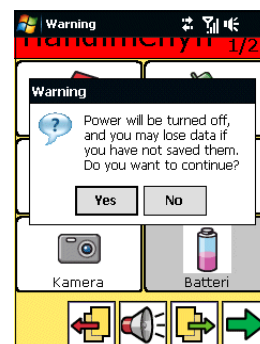 Warning
Handimenyn 1/2
Warning
Power will be turned off,
and you may lose data if
you have not saved them.
Do you want to continue?
Yes No
Kamera Batteri